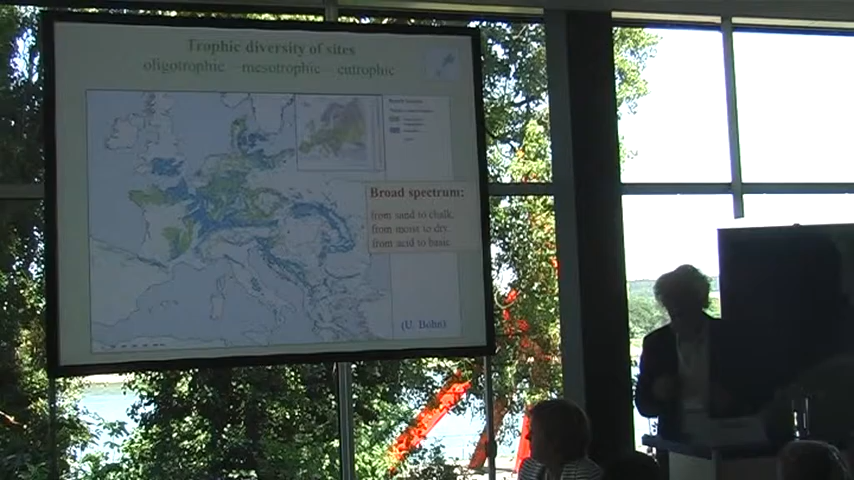 Trophic diversity of sites
oligotrophic – mesotrophic – eutrophic
Broad spectrum:
from sand to chalk,
from moist to dry,
from acid to basic
(U. Bohn)